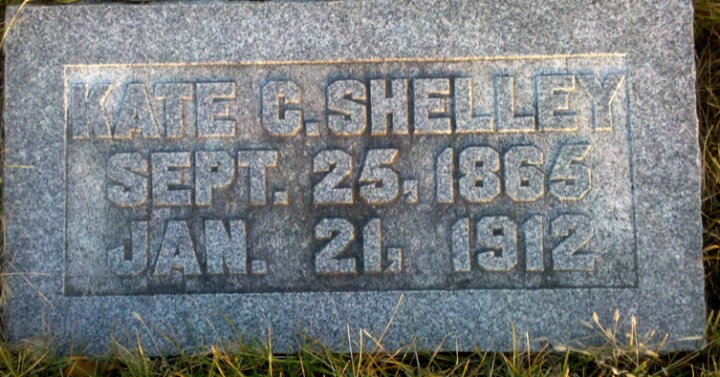 KATE C. SHELLEY
SEPT. 25, 1865
JAN. 21, 1912